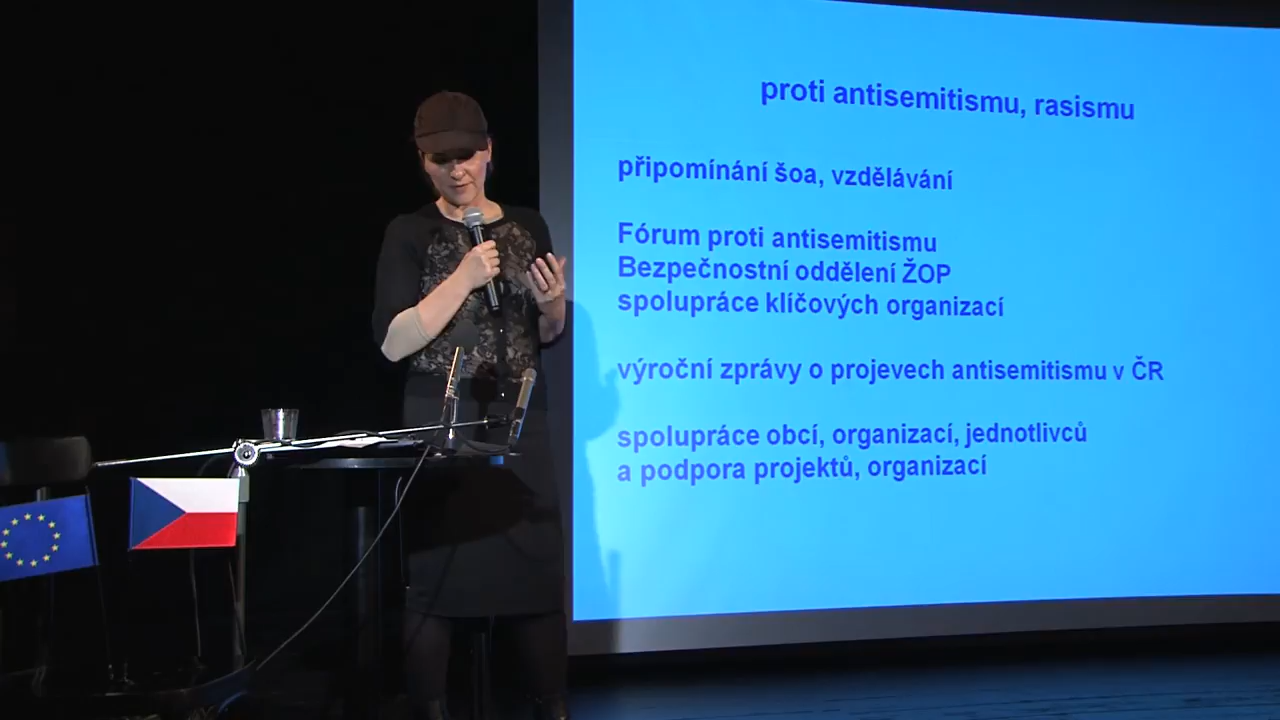 proti antisemitismu, rasismu
připomínání šoa, vzdělávání
Fórum proti antisemitismu
Bezpečnostní oddělení ŽOP
spolupráce klíčových organizací
výroční zprávy o projevech antisemitismu v ČR
spolupráce obcí, organizací, jednotlivců
a podpora projektů, organizací